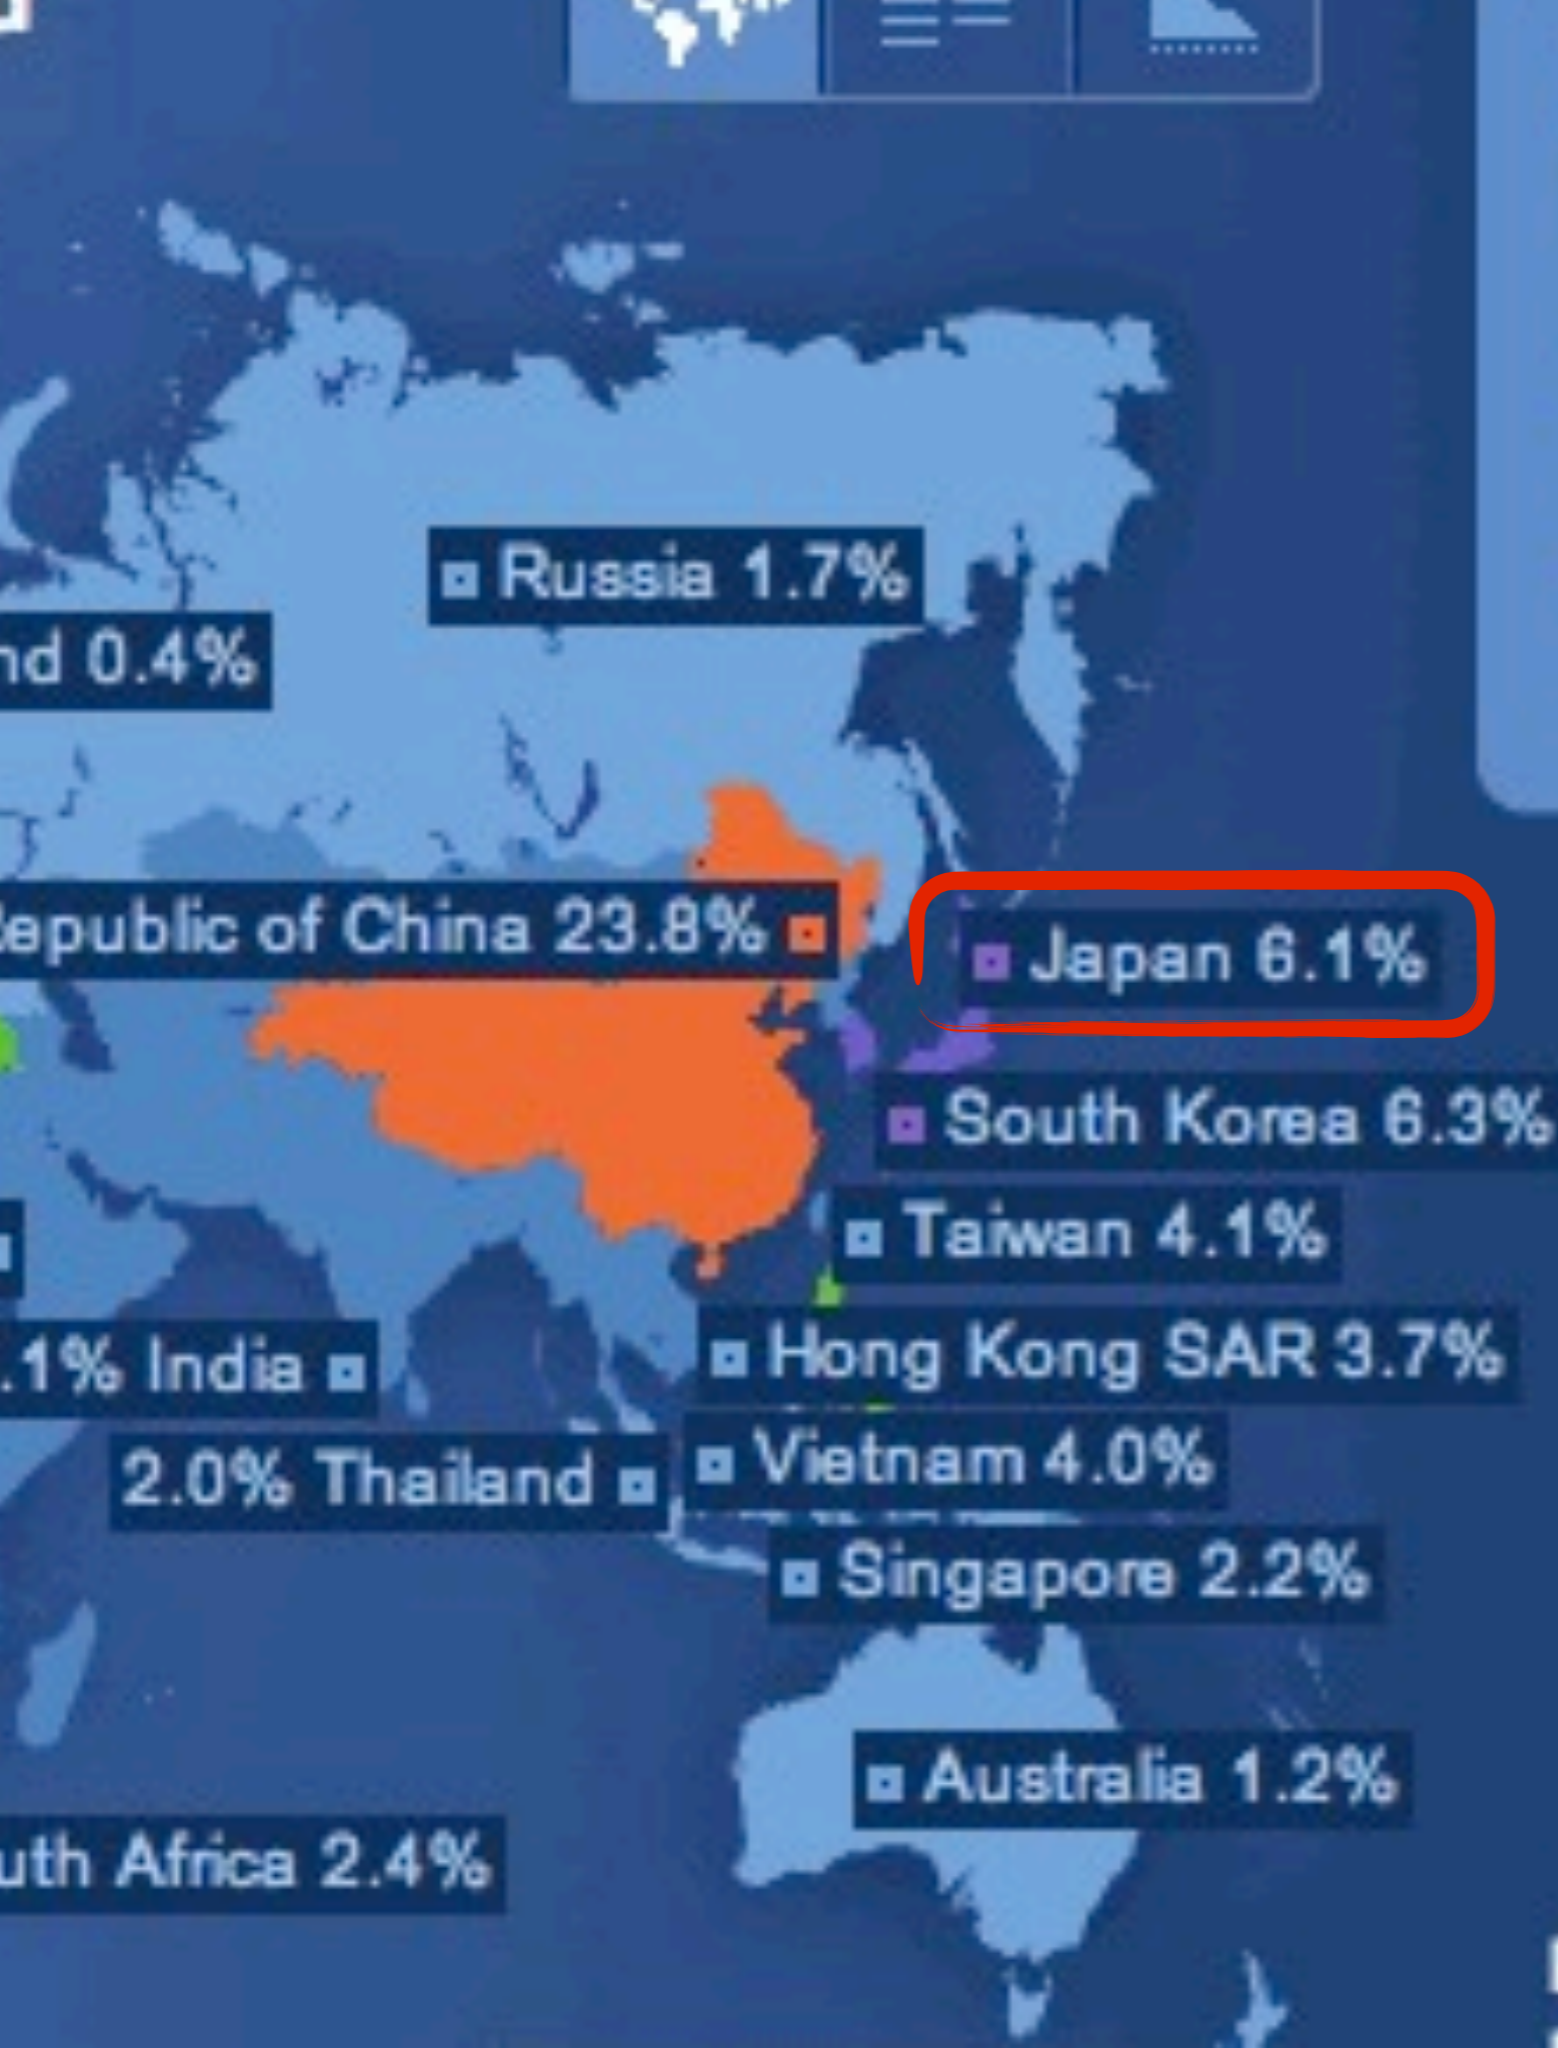 Russia 1.7%
nd 0.4%
Republic of China 23.8%
Japan 6.1%
South Korea 6.3%
Taiwan 4.1%
Hong Kong SAR 3.7%
.1% India
Vietnam 4.0%
2.0% Thailand
Singapore 2.2%
Australia 1.2%
uth Africa 2.4%